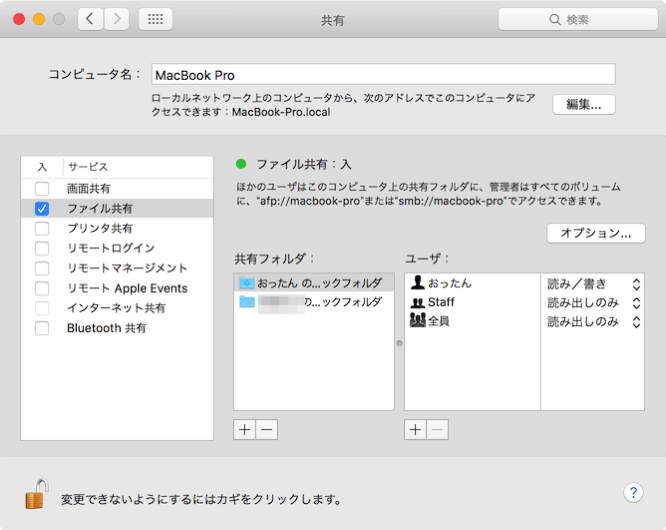 共有
検索
コンピュータ名：
MacBook Pro
ローカルネットワーク上のコンピュータから、次のアドレスでこのコンピュータにア
クセスできます：MacBook-Pro.local
編集...
入 サービス
画面共有
ファイル共有
プリンタ共有
リモートログイン
リモートマネージメント
リモート Apple Events
インターネット共有
Bluetooth 共有
ファイル共有：入
ほかのユーザはこのコンピュータ上の共有フォルダに、管理者はすべてのボリューム
に、"afp://macbook-pro"または"smb://macbook-pro"でアクセスできます。
オプション...
共有フォルダ：
おったん の...ックフォルダ
の...ックフォルダ
ユーザ：
おったん 読み／書き
Staff 読み出しのみ
全員 読み出しのみ
変更できないようにするにはカギをクリックします。
?